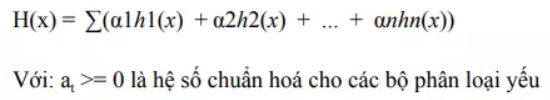 H(x) = ∑(α1h1(x) + α2h2(x) + ... + αnhn(x))
Với: aₜ >= 0 là hệ số chuẩn hoá cho các bộ phân loại yếu